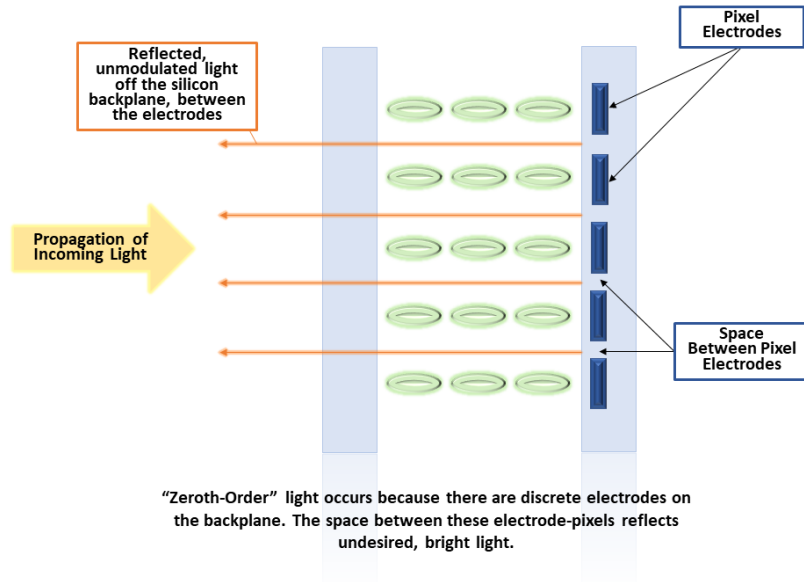 Pixel
Electrodes
Reflected,
unmodulated light
off the silicon
backplane, between
the electrodes
Propagation of
Incoming Light
Space
Between Pixel
Electrodes
“Zeroth-Order” light occurs because there are discrete electrodes on
the backplane. The space between these electrode-pixels reflects
undesired, bright light.